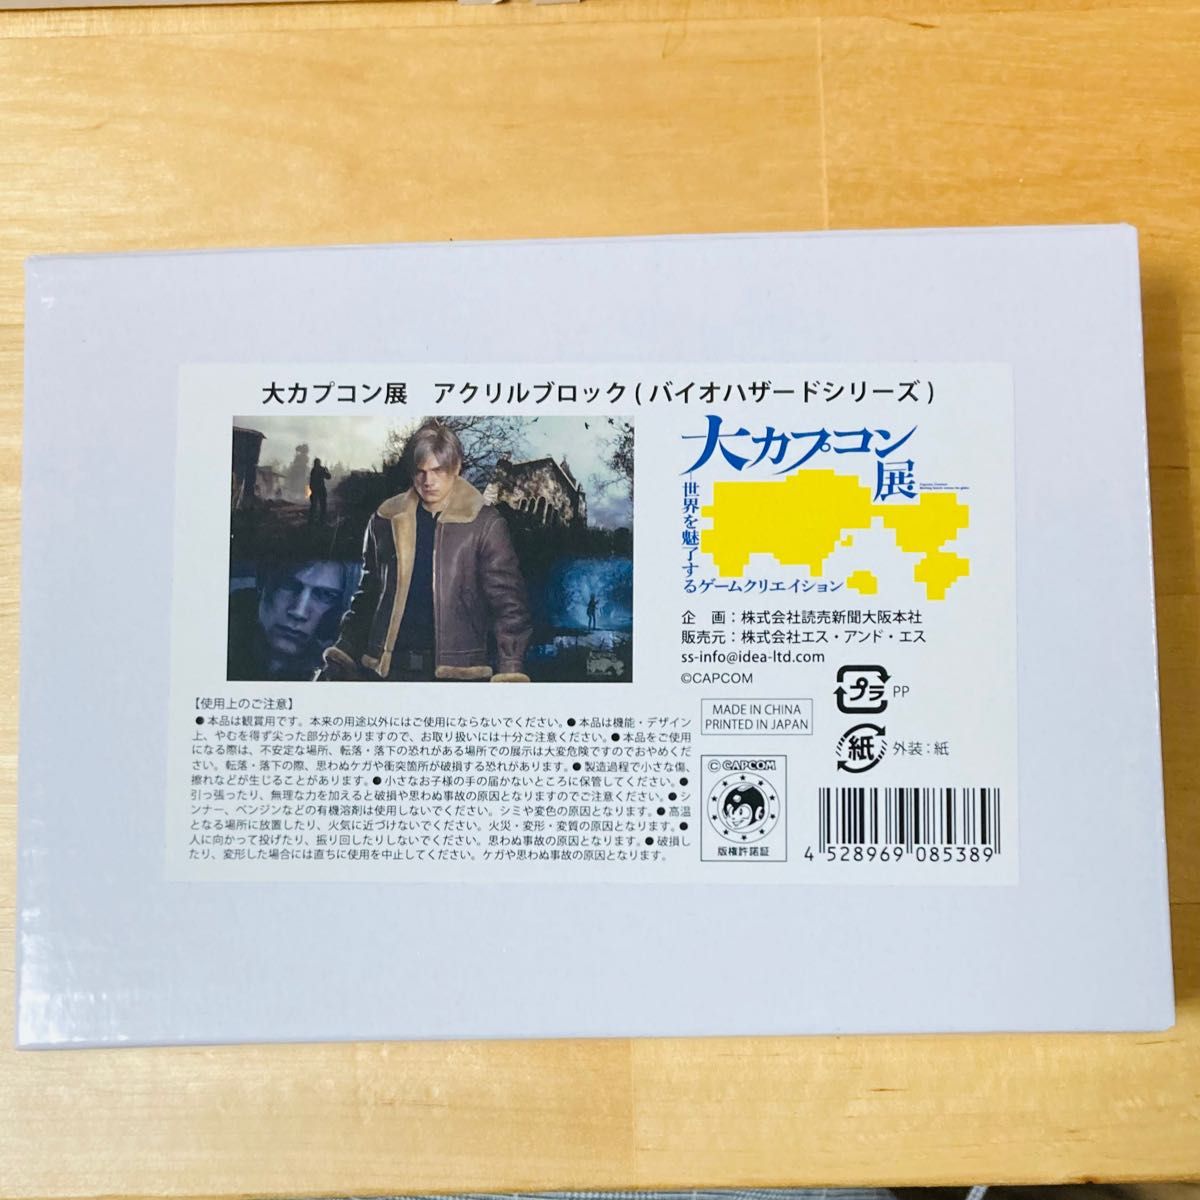 大カプコン展　アクリルブロック(バイオハザードシリーズ)
大カプコン
展
世界を魅了する
ゲームクリエイション
企　画：株式会社読売新聞大阪本社
販売元：株式会社エス・アンド・エス
ss-info@idea-ltd.com
©CAPCOM
プラ PP
MADE IN CHINA
PRINTED IN JAPAN
紙 外装：紙
© CAPCOM
版権許諾証
4 528969 085389
【使用上のご注意】
●本品は観賞用です。本来の用途以外にはご使用にならないでください。●本品は機能・デザイン
上、やむを得ず尖った部分がありますので、お取り扱いには十分ご注意ください。●本品をご使用
になる際は、不安定な場所、転落・落下の恐れがある場所での展示は大変危険ですのでおやめくだ
さい。転落・落下の際、思わぬケガや衝突箇所が破損する恐れがあります。●製造過程で小さな傷、
擦れなどが生じることがあります。●小さなお子様の手の届かないところに保管してください。●
引っ張ったり、無理な力を加えると破損や思わぬ事故の原因となりますのでご注意ください。●シ
ンナー、ベンジンなどの有機溶剤は使用しないでください。シミや変色の原因となります。●高温
となる場所に放置したり、火気に近づけないでください。火災・変形・変質の原因となります。●
人に向かって投げたり、振り回したりしないでください。思わぬ事故の原因となります。●破損し
たり、変形した場合には直ちに使用を中止してください。ケガや思わぬ事故の原因となります。